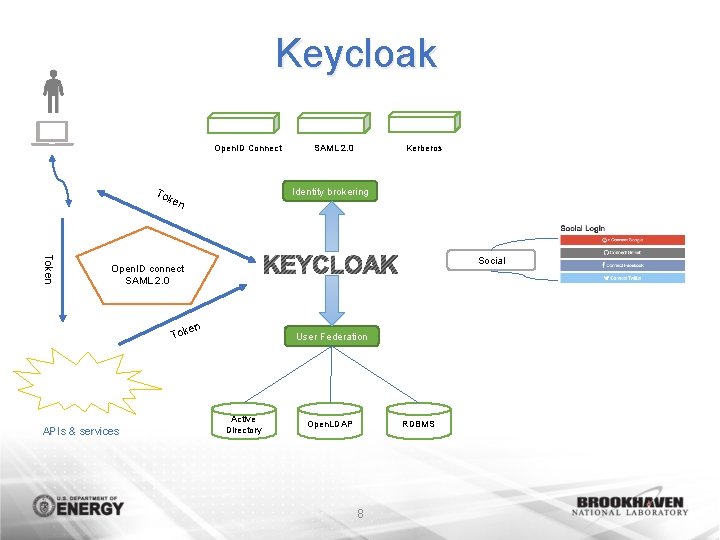 Keycloak
Open.ID Connect
SAML 2.0
Kerberos
Token
Identity brokering
Social Login
Connect Google
Connect GitHub
Connect Facebook
Connect Twitter
Token
Open.ID connect
SAML 2.0
KEYCLOAK
Social
Token
User Federation
APIs & services
Active
Directory
Open.LDAP
RDBMS
U.S. DEPARTMENT OF
ENERGY
8
BROOKHAVEN
NATIONAL LABORATORY